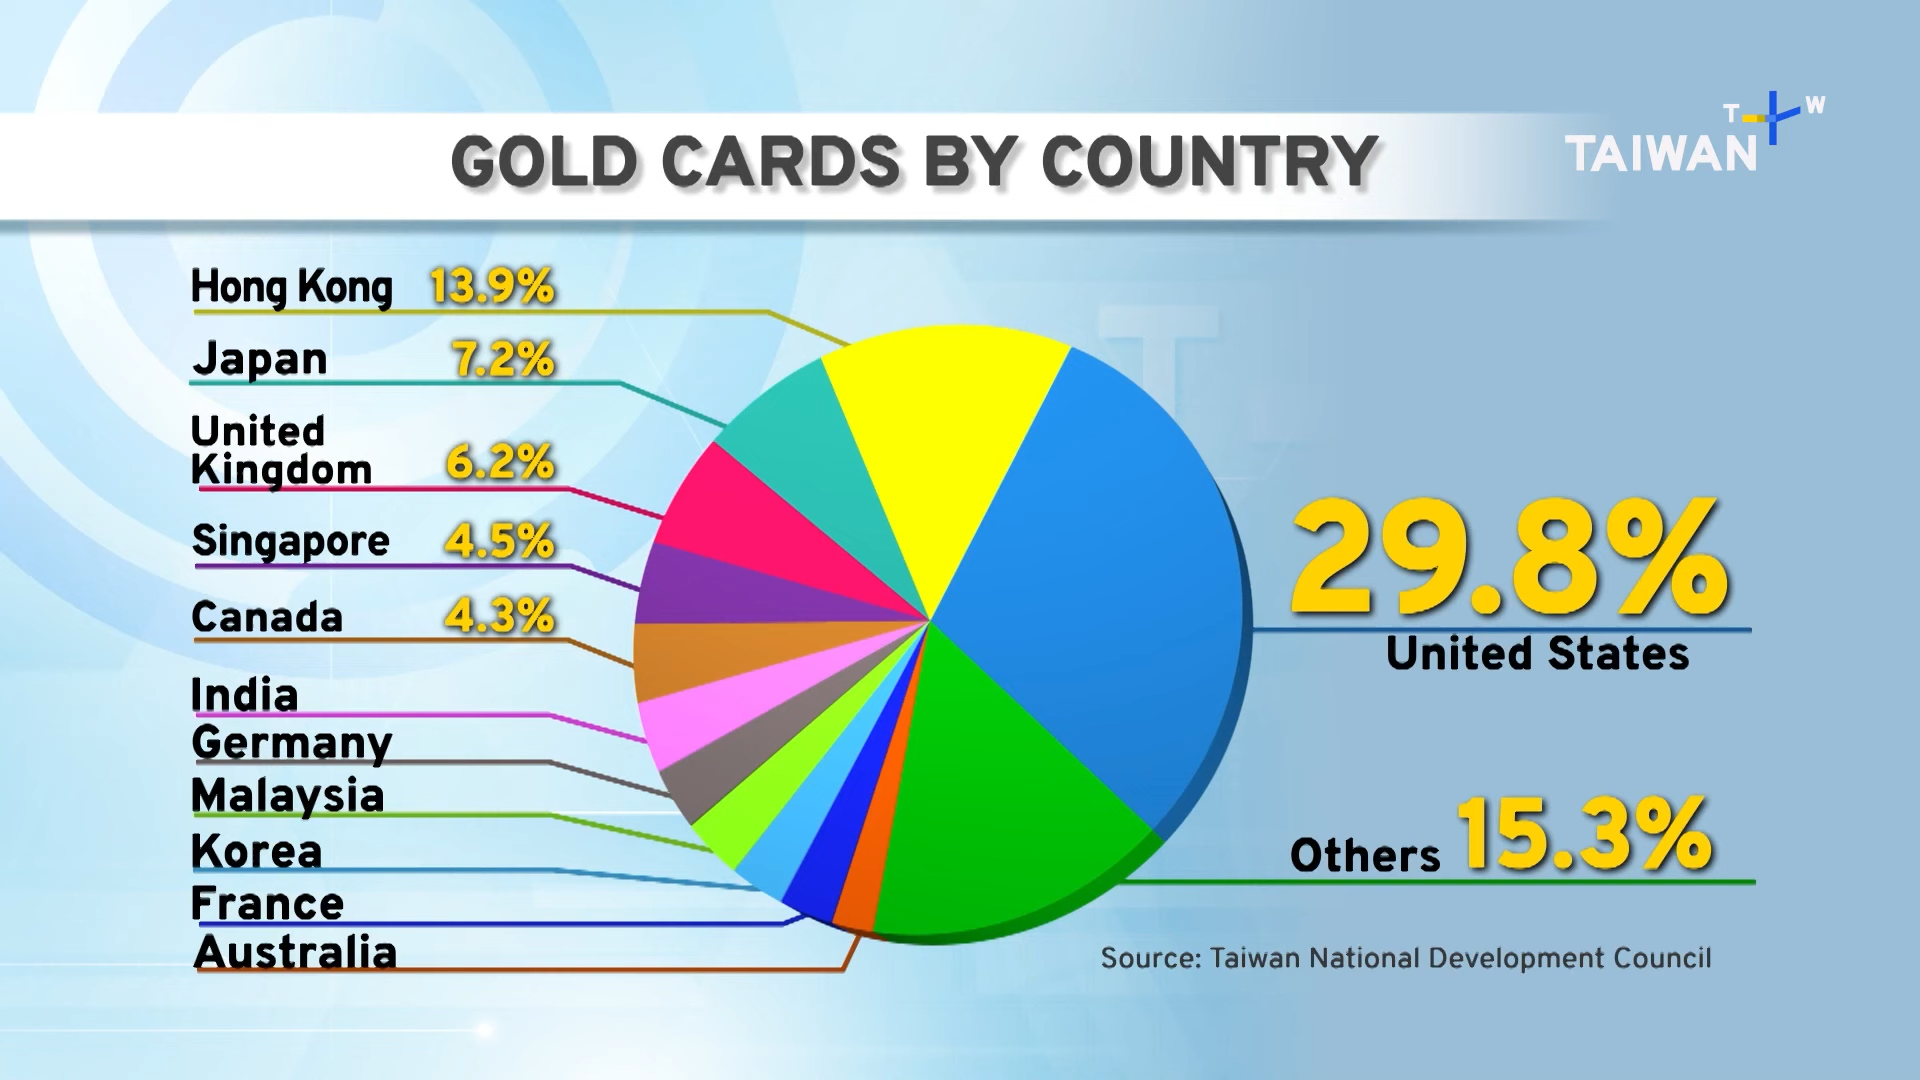 GOLD CARDS BY COUNTRY
T W
TAIWAN
Hong Kong 13.9%
Japan 7.2%
United
Kingdom 6.2%
Singapore 4.5%
Canada 4.3%
India
Germany
Malaysia
Korea
France
Australia
29.8%
United States
Others 15.3%
Source: Taiwan National Development Council